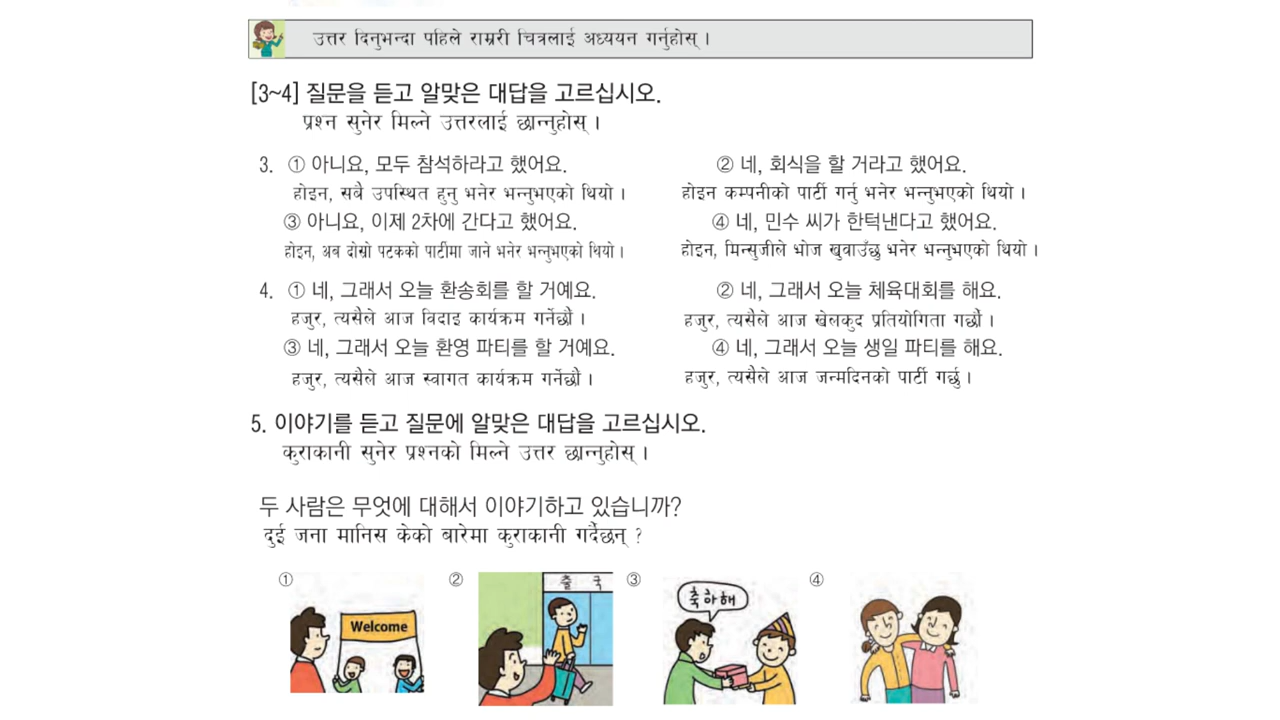 उत्तर दिनुभन्दा पहिले राम्ररी चित्रलाई अध्ययन गर्नुहोस् ।
[3~4] 질문을 듣고 알맞은 대답을 고르십시오.
प्रश्न सुनेर मिल्ने उत्तरलाई छान्नुहोस् ।
3. ① 아니요, 모두 참석하라고 했어요.
② 네, 회식을 할 거라고 했어요.
होइन, सबै उपस्थित हुनु भनेर भन्नुभएको थियो ।
होइन कम्पनीको पार्टी गर्नु भनेर भन्नुभएको थियो ।
③ 아니요, 이제 2차에 간다고 했어요.
④ 네, 민수 씨가 한턱낸다고 했어요.
होइन, अब दोस्रो पटकको पार्टीमा जाने भनेर भन्नुभएको थियो ।
होइन, मिन्सुजीले भोज खुवाउँछु भनेर भन्नुभएको थियो ।
4. ① 네, 그래서 오늘 환송회를 할 거예요.
② 네, 그래서 오늘 체육대회를 해요.
हजुर, त्यसैले आज विदाइ कार्यक्रम गर्नेछौं ।
हजुर, त्यसैले आज खेलकुद प्रतियोगिता गर्छौं ।
③ 네, 그래서 오늘 환영 파티를 할 거예요.
④ 네, 그래서 오늘 생일 파티를 해요.
हजुर, त्यसैले आज स्वागत कार्यक्रम गर्नेछौं ।
हजुर, त्यसैले आज जन्मदिनको पार्टी गर्छु ।
5. 이야기를 듣고 질문에 알맞은 대답을 고르십시오.
कुराकानी सुनेर प्रश्नको मिल्ने उत्तर छान्नुहोस् ।
두 사람은 무엇에 대해서 이야기하고 있습니까?
दुई जना मानिस केको बारेमा कुराकानी गर्दैछन् ?
① ② ③ ④
출 국
축하해
Welcome